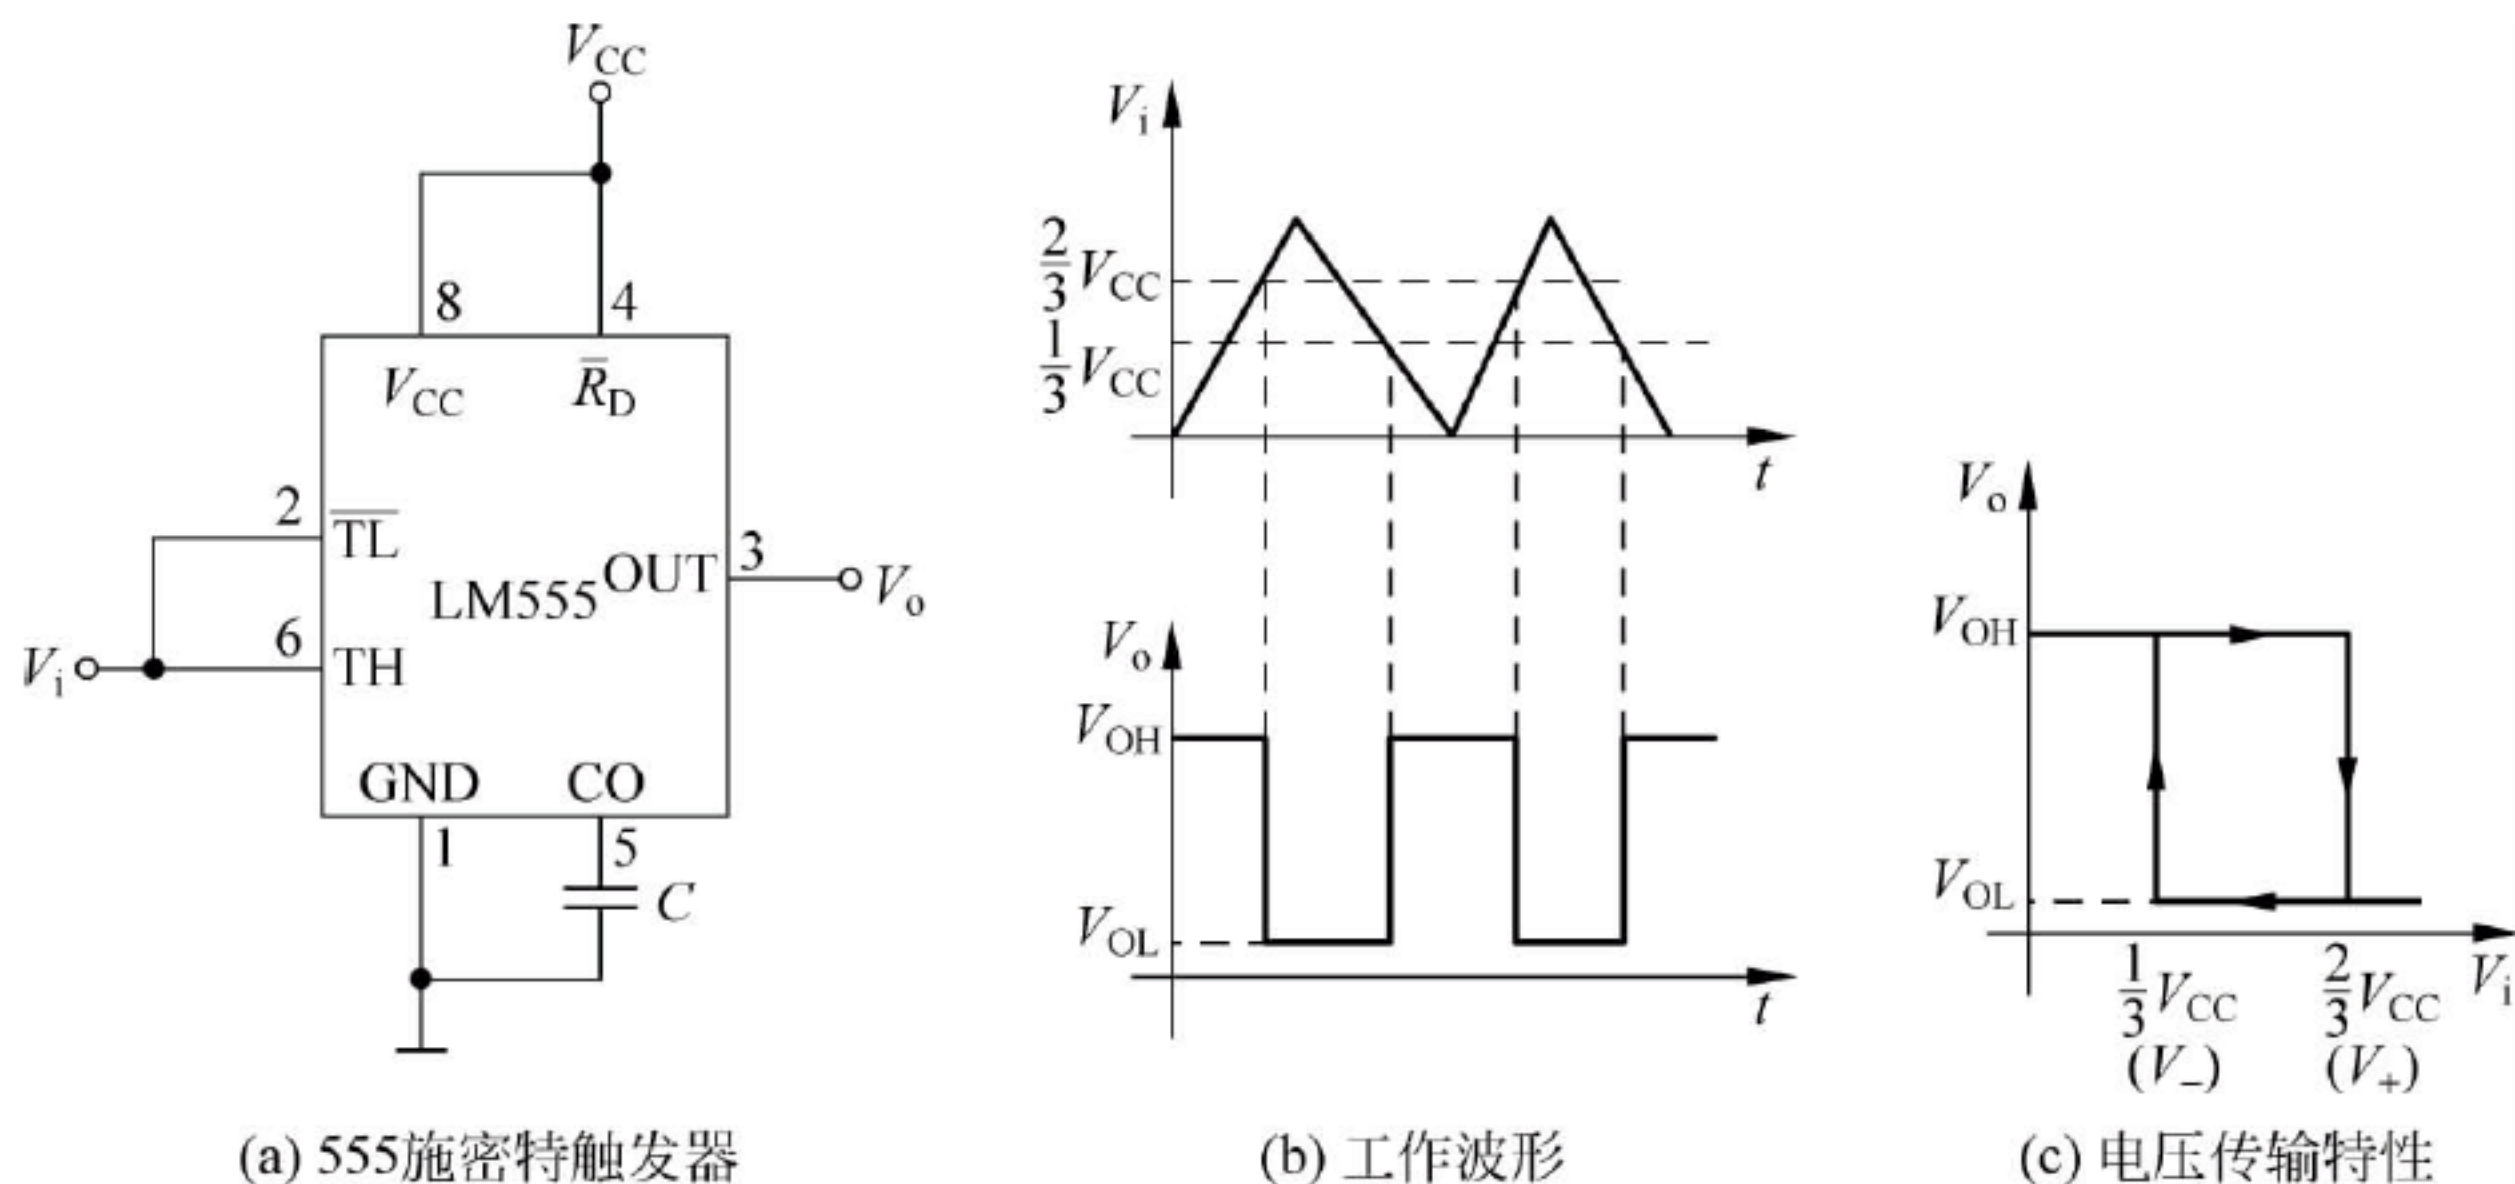 V_CC
8
4
V_CC
R̅_D
2
T̅L̅
LM555
OUT
3
V_o
6
TH
V_i
GND
CO
1
5
C
(a) 555施密特触发器
V_i
2/3 V_CC
1/3 V_CC
t
V_o
V_OH
V_OL
t
(b) 工作波形
V_o
V_OH
V_OL
1/3 V_CC
(V_−)
2/3 V_CC
(V_+)
V_i
(c) 电压传输特性